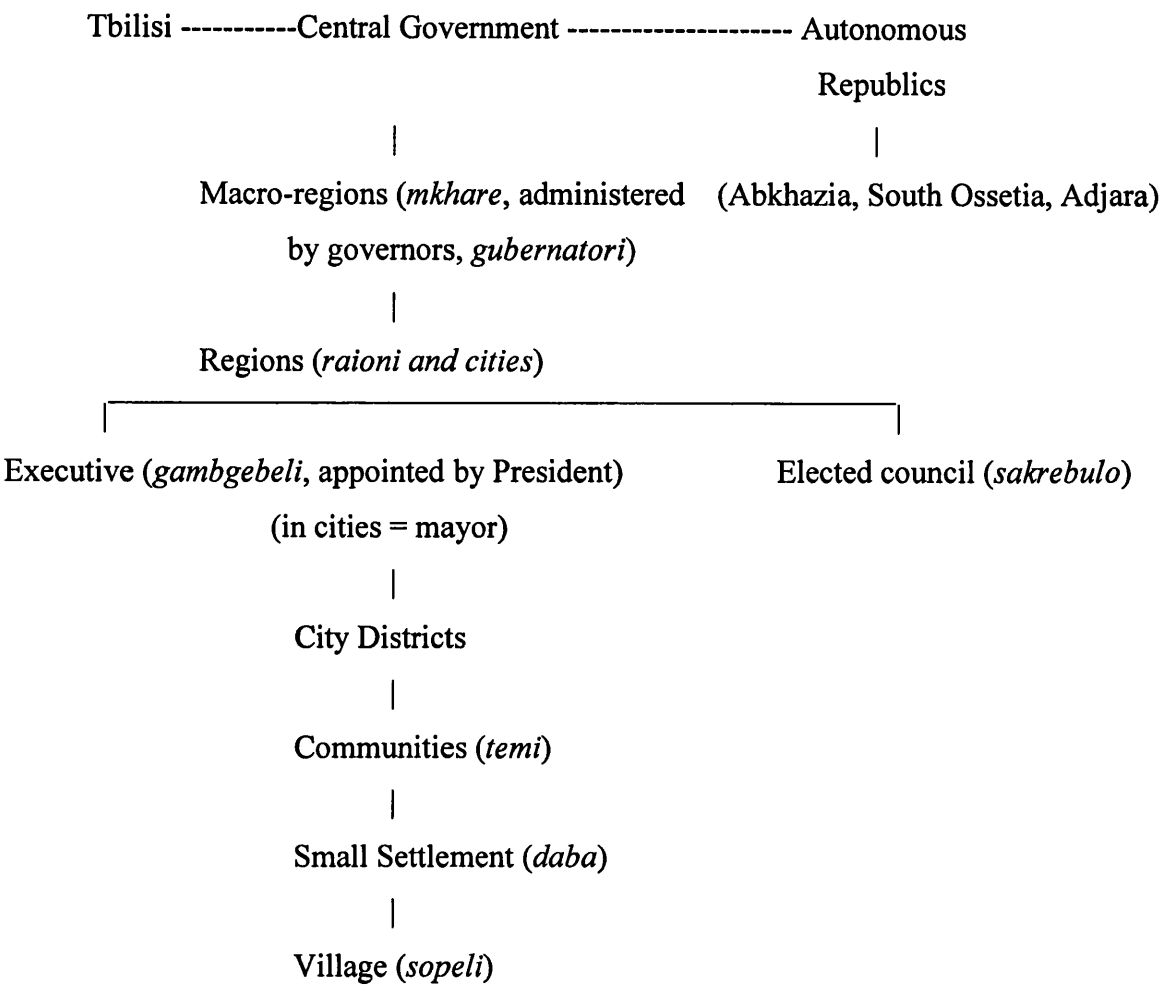 Tbilisi -----------Central Government --------------------- Autonomous
Republics
Macro-regions (mkhare, administered (Abkhazia, South Ossetia, Adjara)
by governors, gubernatori)
Regions (raioni and cities)
Executive (gambgebeli, appointed by President) Elected council (sakrebulo)
(in cities = mayor)
City Districts
Communities (temi)
Small Settlement (daba)
Village (sopeli)